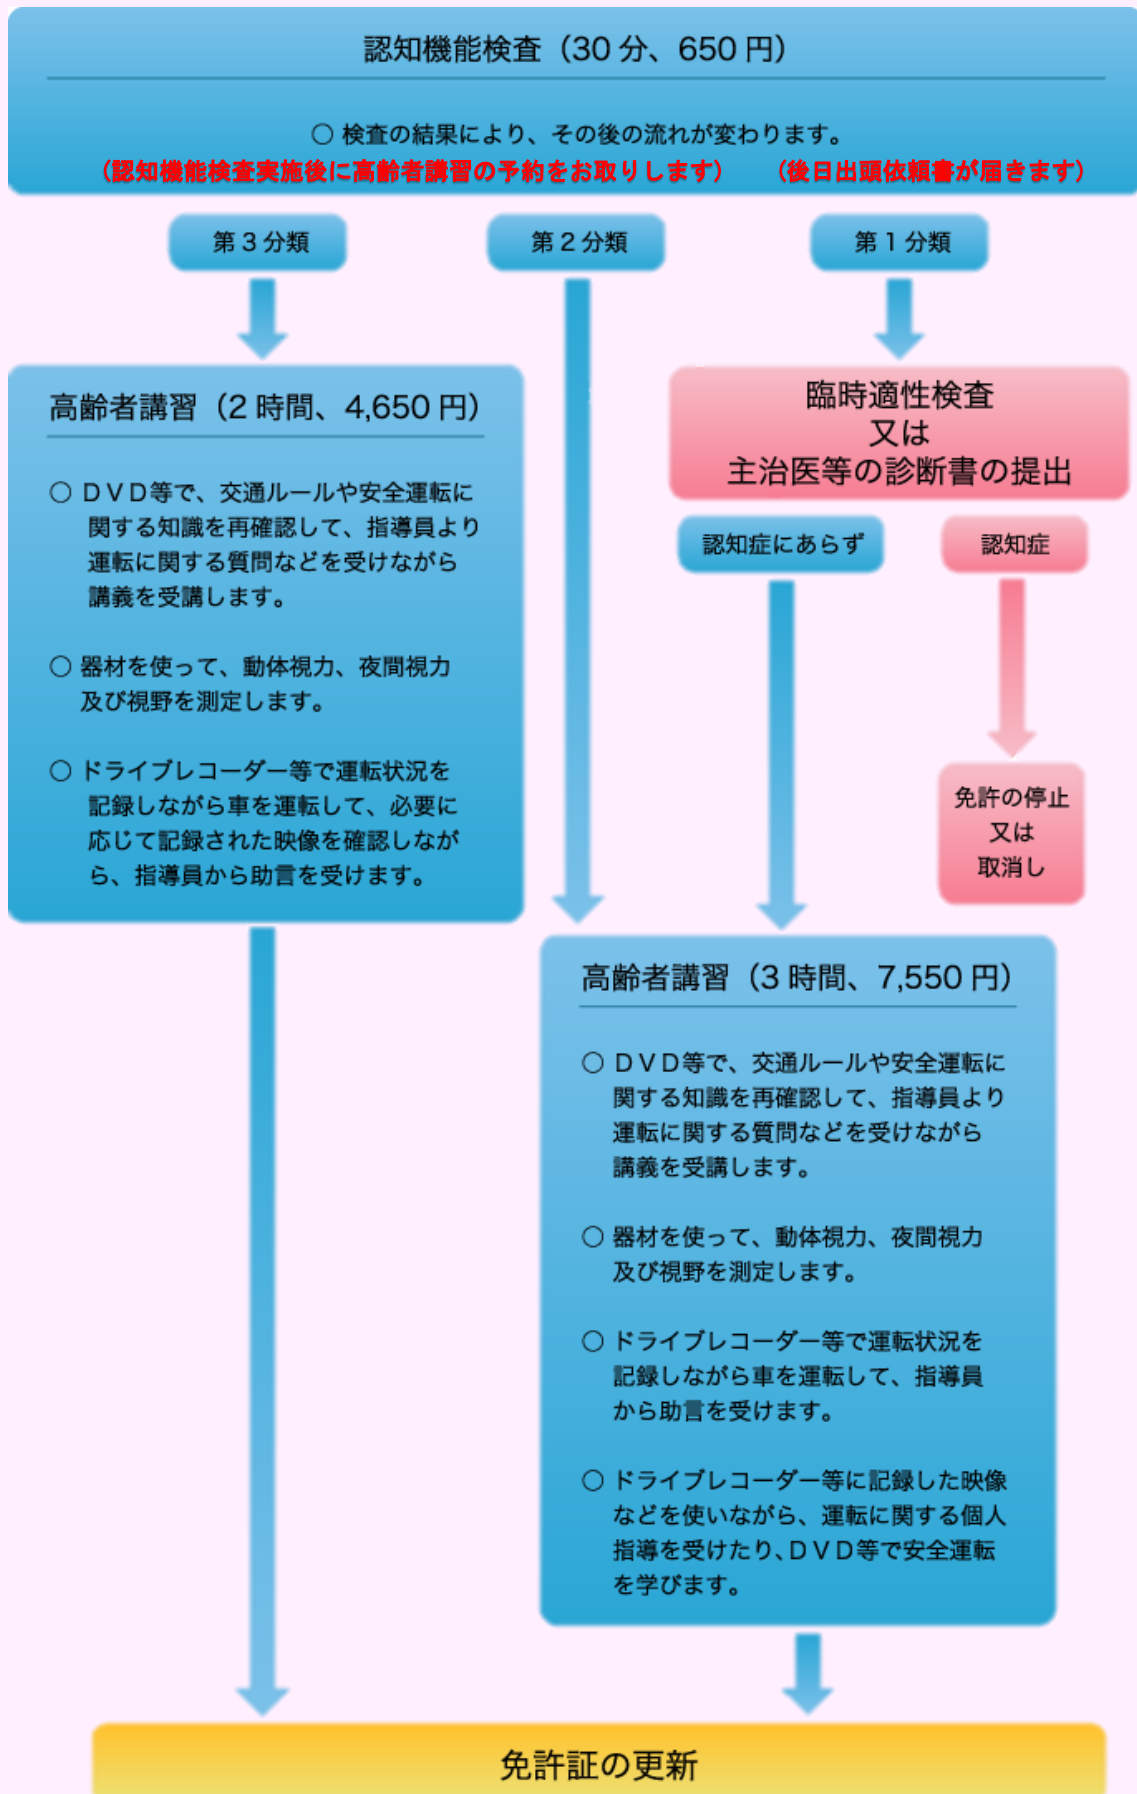 認知機能検査（30 分、650 円）
○ 検査の結果により、その後の流れが変わります。
（認知機能検査実施後に高齢者講習の予約をお取りします）　（後日出頭依頼書が届きます）
第 3 分類
第 2 分類
第 1 分類
高齢者講習（2 時間、4,650 円）
○ ＤＶＤ等で、交通ルールや安全運転に
関する知識を再確認して、指導員より
運転に関する質問などを受けながら
講義を受講します。
○ 器材を使って、動体視力、夜間視力
及び視野を測定します。
○ ドライブレコーダー等で運転状況を
記録しながら車を運転して、必要に
応じて記録された映像を確認しなが
ら、指導員から助言を受けます。
臨時適性検査
又は
主治医等の診断書の提出
認知症にあらず
認知症
免許の停止
又は
取消し
高齢者講習（3 時間、7,550 円）
○ ＤＶＤ等で、交通ルールや安全運転に
関する知識を再確認して、指導員より
運転に関する質問などを受けながら
講義を受講します。
○ 器材を使って、動体視力、夜間視力
及び視野を測定します。
○ ドライブレコーダー等で運転状況を
記録しながら車を運転して、指導員
から助言を受けます。
○ ドライブレコーダー等に記録した映像
などを使いながら、運転に関する個人
指導を受けたり、ＤＶＤ等で安全運転
を学びます。
免許証の更新